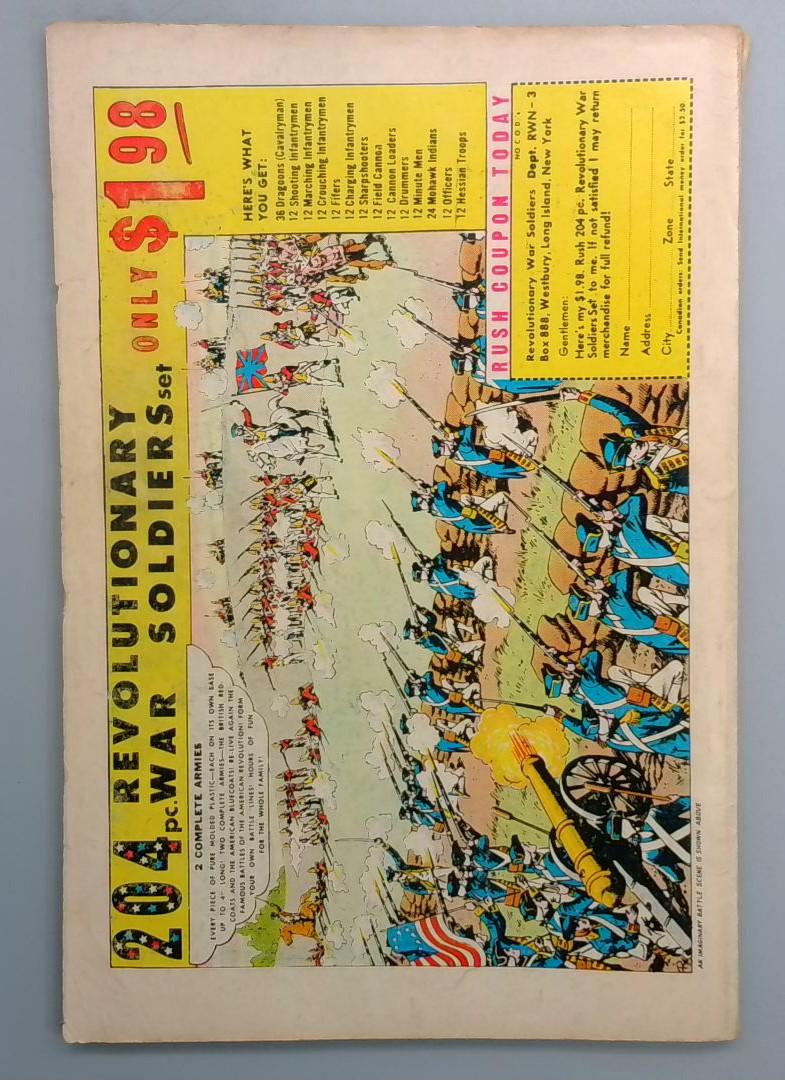 204 pc. REVOLUTIONARY
WAR SOLDIERS set
ONLY $1.98
2 COMPLETE ARMIES
EVERY PIECE OF PURE MOLDED PLASTIC—EACH ON ITS OWN BASE
UP TO 4" LONG! TWO COMPLETE ARMIES—THE BRITISH RED-
COATS AND THE AMERICAN BLUECOATS! RE-LIVE AGAIN THE
FAMOUS BATTLES OF THE AMERICAN REVOLUTION! FORM
YOUR OWN BATTLE LINES! HOURS OF FUN
FOR THE WHOLE FAMILY!
HERE'S WHAT
YOU GET:
36 Dragoons (Cavalryman)
12 Shooting Infantrymen
12 Marching Infantrymen
12 Crouching Infantrymen
12 Fifers
12 Charging Infantrymen
12 Sharpshooters
12 Field Cannon
12 Cannon Loaders
12 Drummers
12 Minute Men
24 Mohawk Indians
12 Officers
12 Hessian Troops
RUSH COUPON TODAY
NO C.O.D.s
Revolutionary War Soldiers Dept. RWN-3
Box 888, Westbury, Long Island, New York
Gentlemen:
Here's my $1.98. Rush 204 pc. Revolutionary War
Soldiers Set to me. If not satisfied I may return
merchandise for full refund!
Name
Address
City Zone State
Canadian orders: Send International money order for $2.50.
AN IMAGINARY BATTLE SCENE IS SHOWN ABOVE